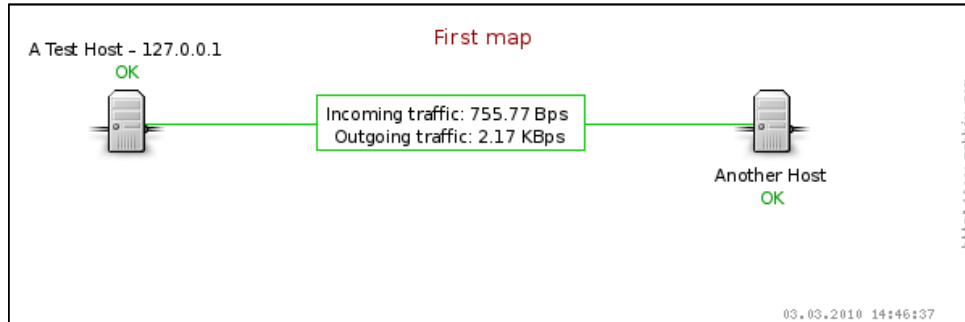 First map
A Test Host – 127.0.0.1
OK
Incoming traffic: 755.77 Bps
Outgoing traffic: 2.17 KBps
Another Host
OK
03.03.2010 14:46:37